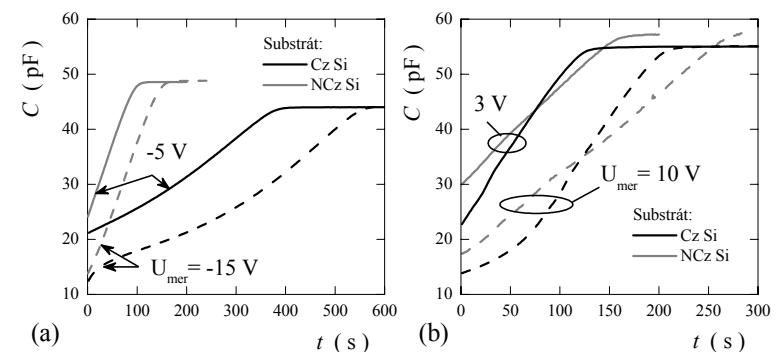 60
50
40
30
20
10
C (pF)
Substrát:
Cz Si
NCz Si
-5 V
Umer= -15 V
0 100 200 300 400 500 600
(a)
t (s)
60
50
40
30
20
10
C (pF)
3 V
Umer= 10 V
Substrát:
Cz Si
NCz Si
0 50 100 150 200 250 300
(b)
t (s)